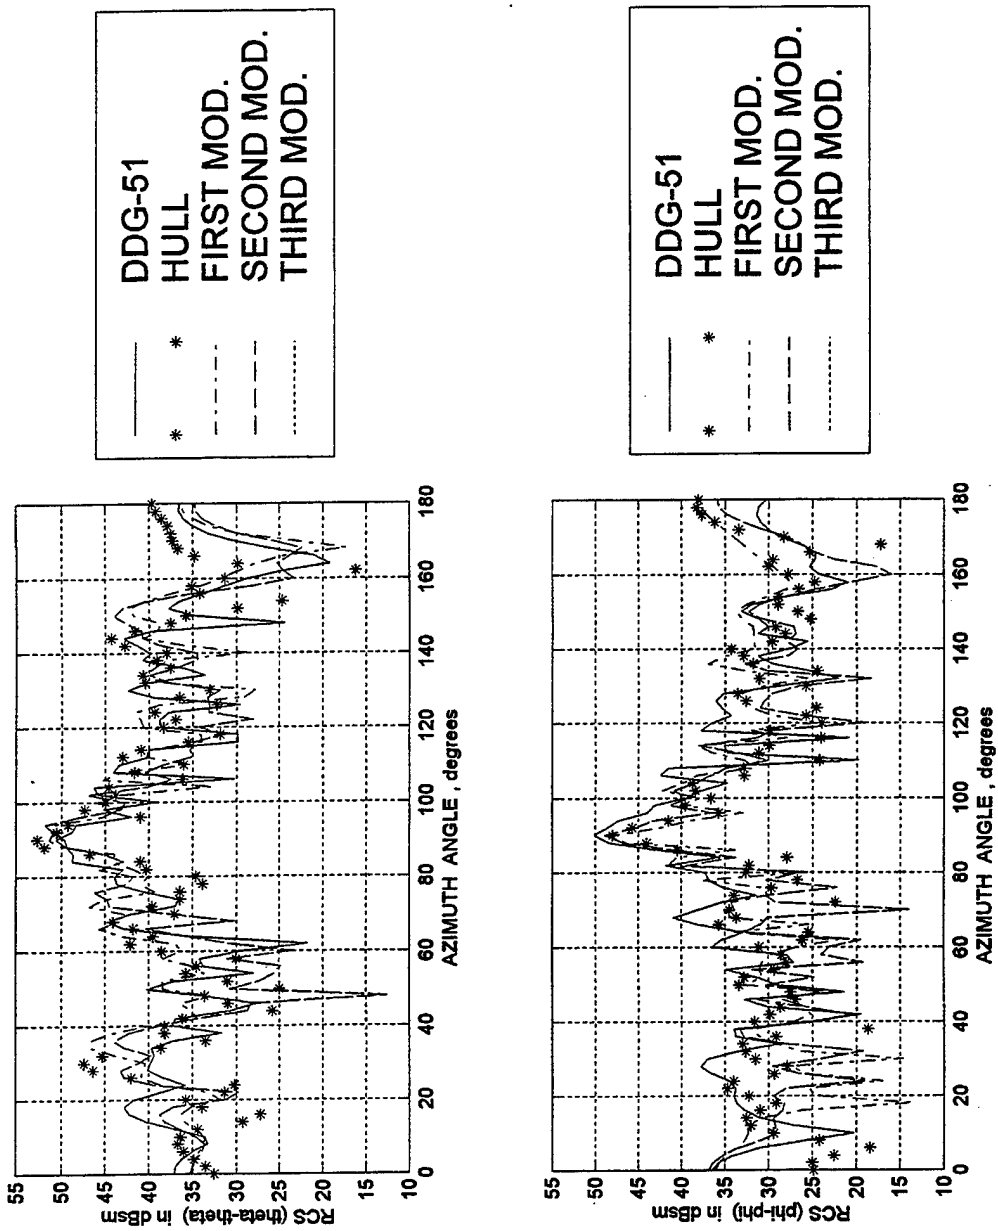 DDG-51
* * HULL
FIRST MOD.
SECOND MOD.
THIRD MOD.
RCS (theta-theta) in dBsm
55
50
45
40
35
30
25
20
15
10
0
20
40
60
80
100
120
140
160
180
AZIMUTH ANGLE , degrees
DDG-51
* * HULL
FIRST MOD.
SECOND MOD.
THIRD MOD.
RCS (phi-phi) in dBsm
55
50
45
40
35
30
25
20
15
10
0
20
40
60
80
100
120
140
160
180
AZIMUTH ANGLE , degrees